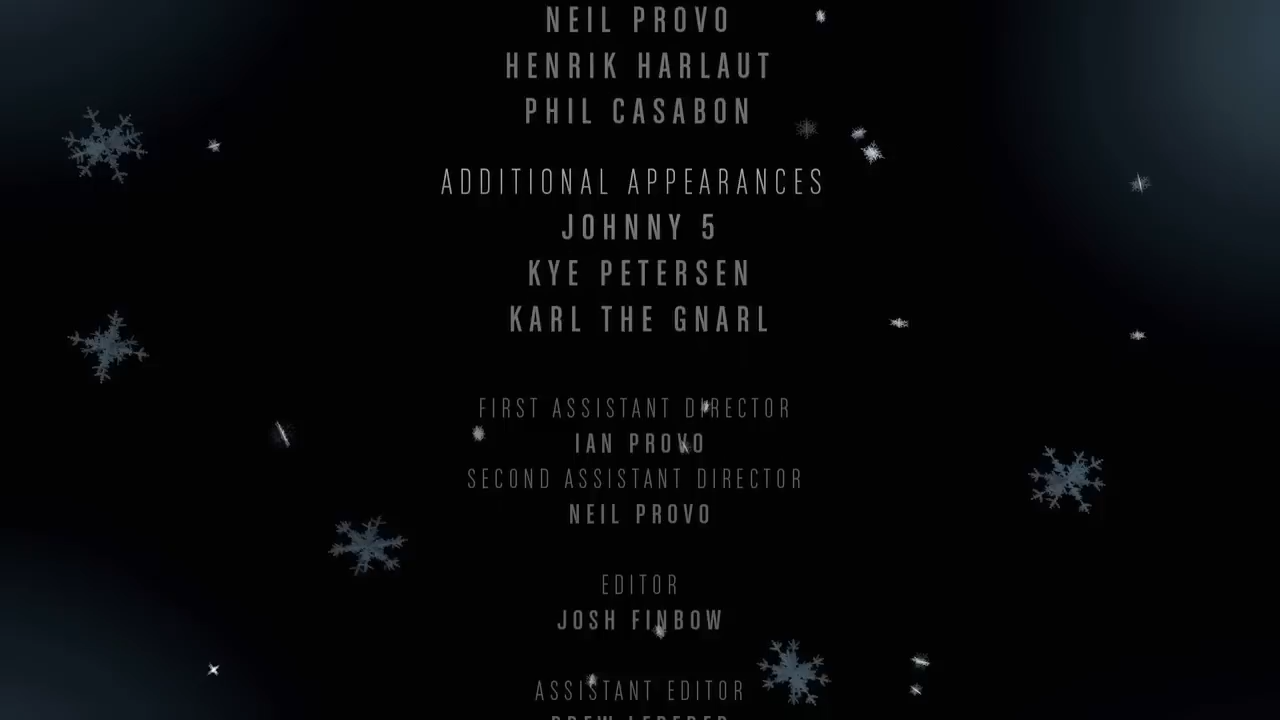 NEIL PROVO
HENRIK HARLAUT
PHIL CASABON
ADDITIONAL APPEARANCES
JOHNNY 5
KYE PETERSEN
KARL THE GNARL
FIRST ASSISTANT DIRECTOR
IAN PROVO
SECOND ASSISTANT DIRECTOR
NEIL PROVO
EDITOR
JOSH FINBOW
ASSISTANT EDITOR